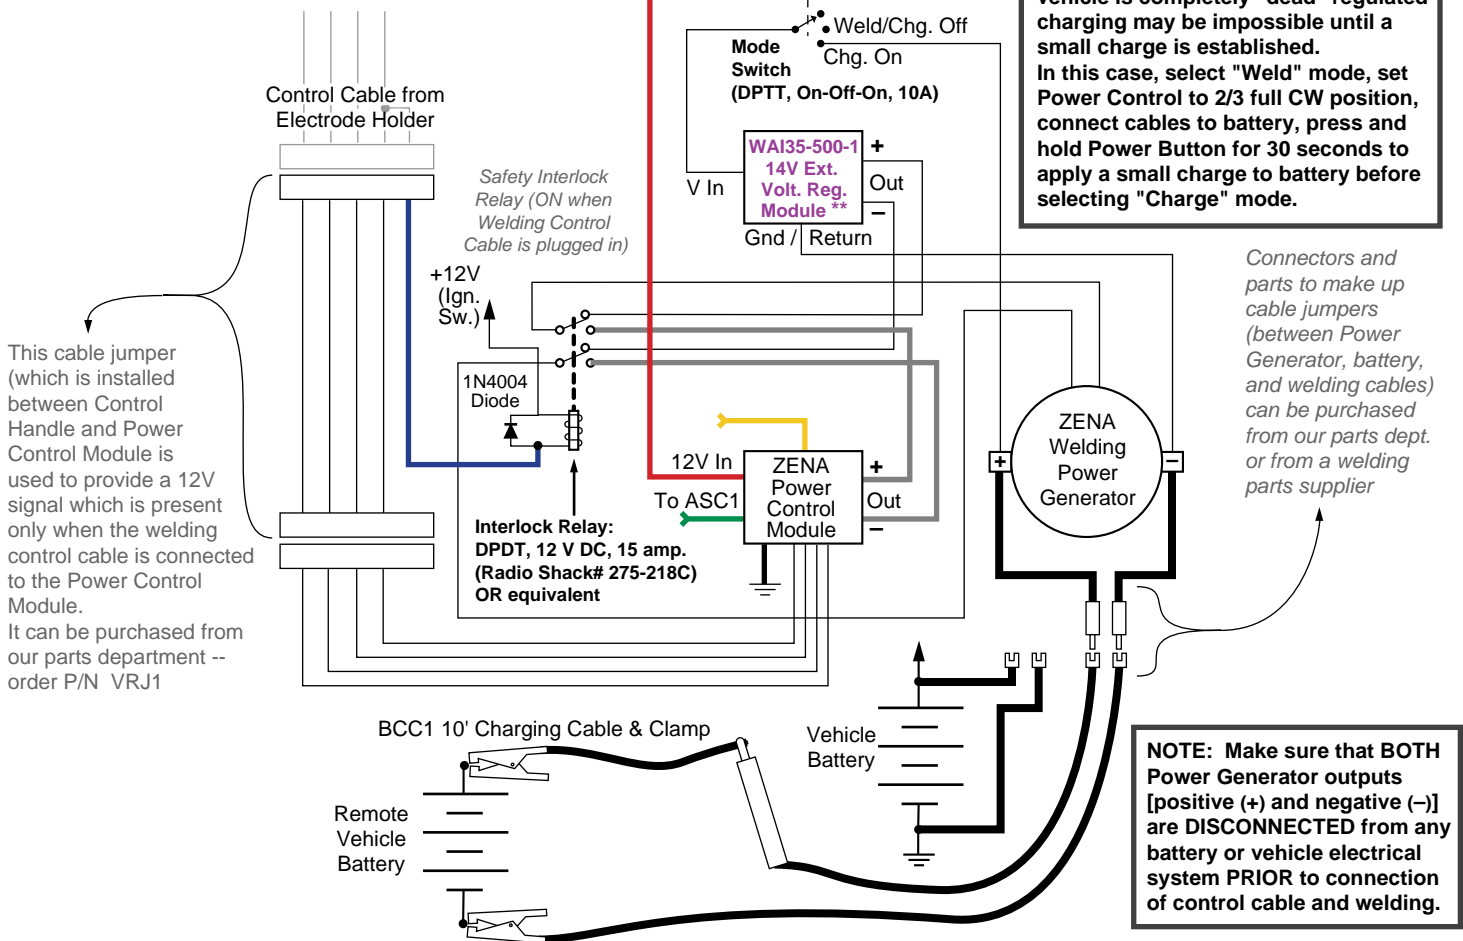 vehicle is completely "dead" regulated
charging may be impossible until a
small charge is established.
In this case, select "Weld" mode, set
Power Control to 2/3 full CW position,
connect cables to battery, press and
hold Power Button for 30 seconds to
apply a small charge to battery before
selecting "Charge" mode.
Weld/Chg. Off
Chg. On
Mode
Switch
(DPTT, On-Off-On, 10A)
Control Cable from
Electrode Holder
WAI35-500-1
14V Ext.
Volt. Reg.
Module **
+
Out
–
V In
Gnd / Return
Safety Interlock
Relay (ON when
Welding Control
Cable is plugged in)
+12V
(Ign.
Sw.)
1N4004
Diode
This cable jumper
(which is installed
between Control
Handle and Power
Control Module is
used to provide a 12V
signal which is present
only when the welding
control cable is connected
to the Power Control
Module.
It can be purchased from
our parts department --
order P/N VRJ1
Connectors and
parts to make up
cable jumpers
(between Power
Generator, battery,
and welding cables)
can be purchased
from our parts dept.
or from a welding
parts supplier
12V In
To ASC1
ZENA
Power
Control
Module
+
Out
–
+
ZENA
Welding
Power
Generator
–
Interlock Relay:
DPDT, 12 V DC, 15 amp.
(Radio Shack# 275-218C)
OR equivalent
BCC1 10' Charging Cable & Clamp
Vehicle
Battery
Remote
Vehicle
Battery
NOTE: Make sure that BOTH
Power Generator outputs
[positive (+) and negative (–)]
are DISCONNECTED from any
battery or vehicle electrical
system PRIOR to connection
of control cable and welding.